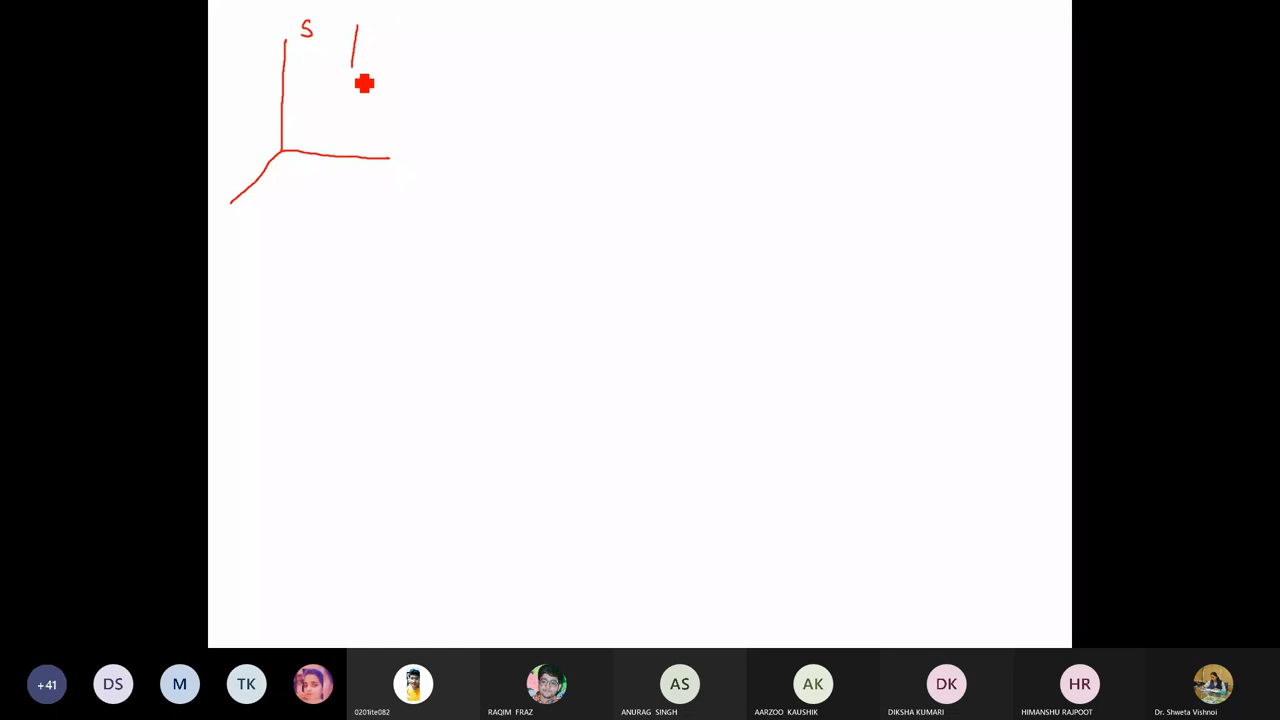 S
+41
DS
M
TK
AS
AK
DK
HR
0201ite082
RAQIM FRAZ
ANURAG SINGH
AARZOO KAUSHIK
DIKSHA KUMARI
HIMANSHU RAJPOOT
Dr. Shweta Vishnoi